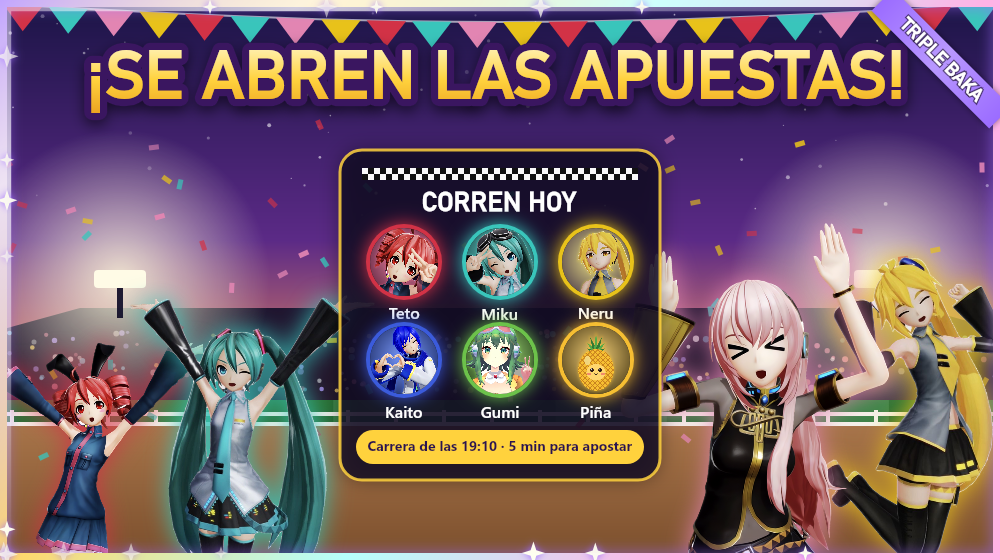 ¡SE ABREN LAS APUESTAS!
TRIPLE BAKA
CORREN HOY
Teto
Miku
Neru
Kaito
Gumi
Piña
Carrera de las 19:10 · 5 min para apostar